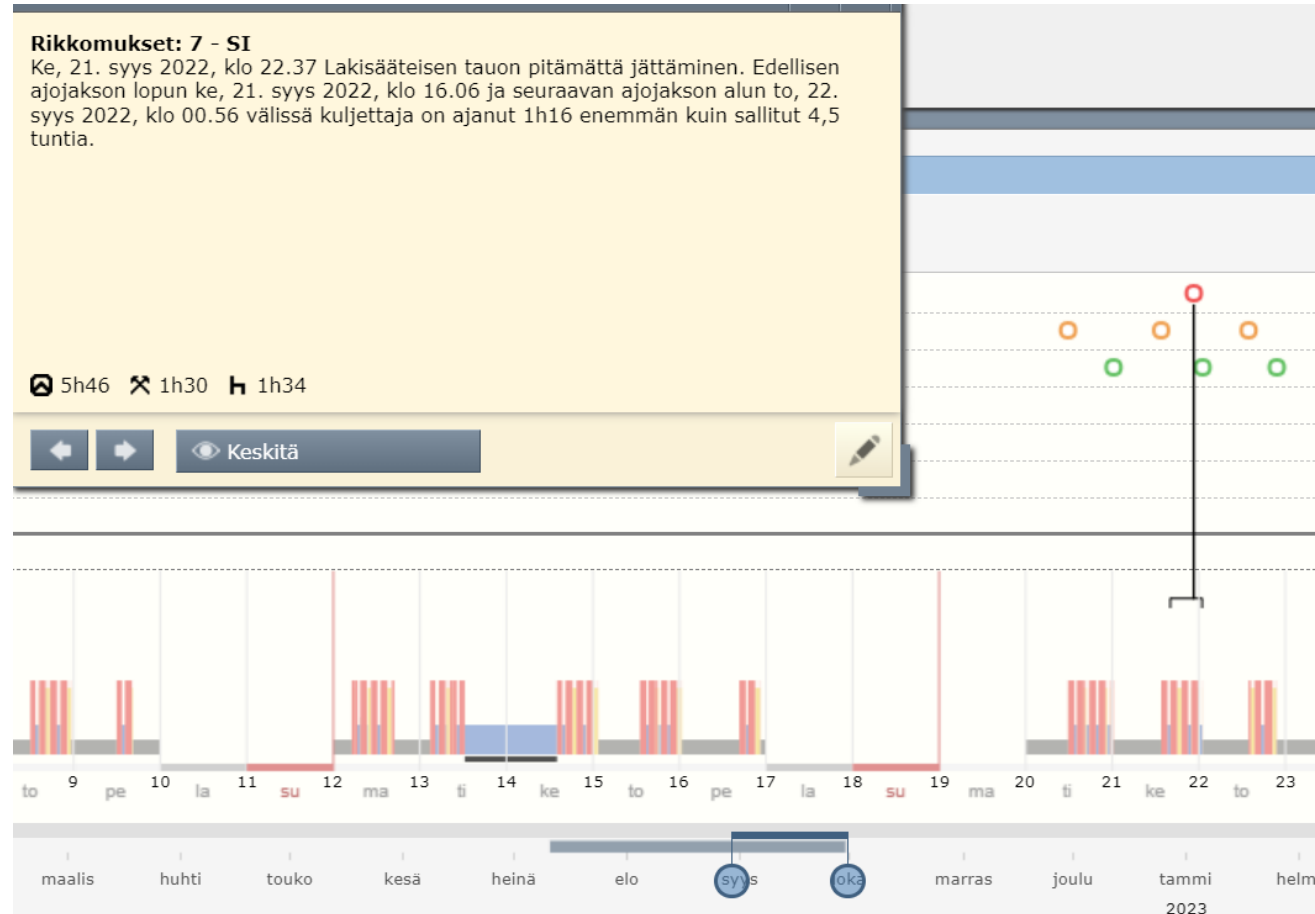 Rikkomukset: 7 - SI
Ke, 21. syys 2022, klo 22.37 Lakisääteisen tauon pitämättä jättäminen. Edellisen
ajojakson lopun ke, 21. syys 2022, klo 16.06 ja seuraavan ajojakson alun to, 22.
syys 2022, klo 00.56 välissä kuljettaja on ajanut 1h16 enemmän kuin sallitut 4,5
tuntia.
5h46 1h30 1h34
Keskitä
to 9 pe 10 la 11 su 12 ma 13 ti 14 ke 15 to 16 pe 17 la 18 su 19 ma 20 ti 21 ke 22 to 23
maalis huhti touko kesä heinä elo syys loka marras joulu tammi helm
2023